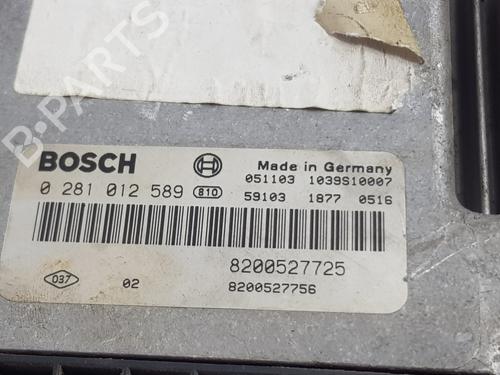 B-PARTS
BOSCH
Made in Germany
051103 1039S10007
0 281 012 589 810
59103 1877 0516
8200527725
037
02
8200527756